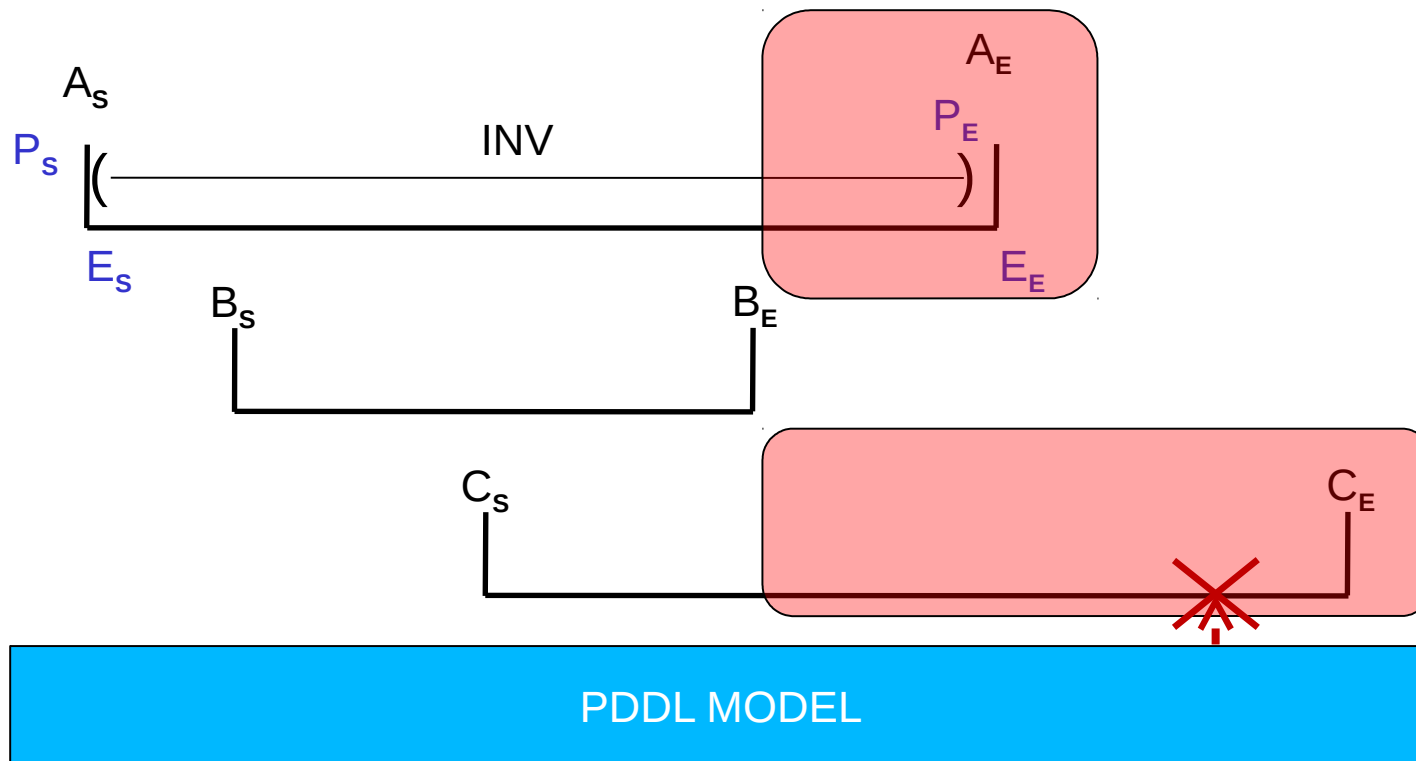 A_S
A_E
P_S
INV
P_E
( )
E_S
E_E
B_S
B_E
C_S
C_E
PDDL MODEL